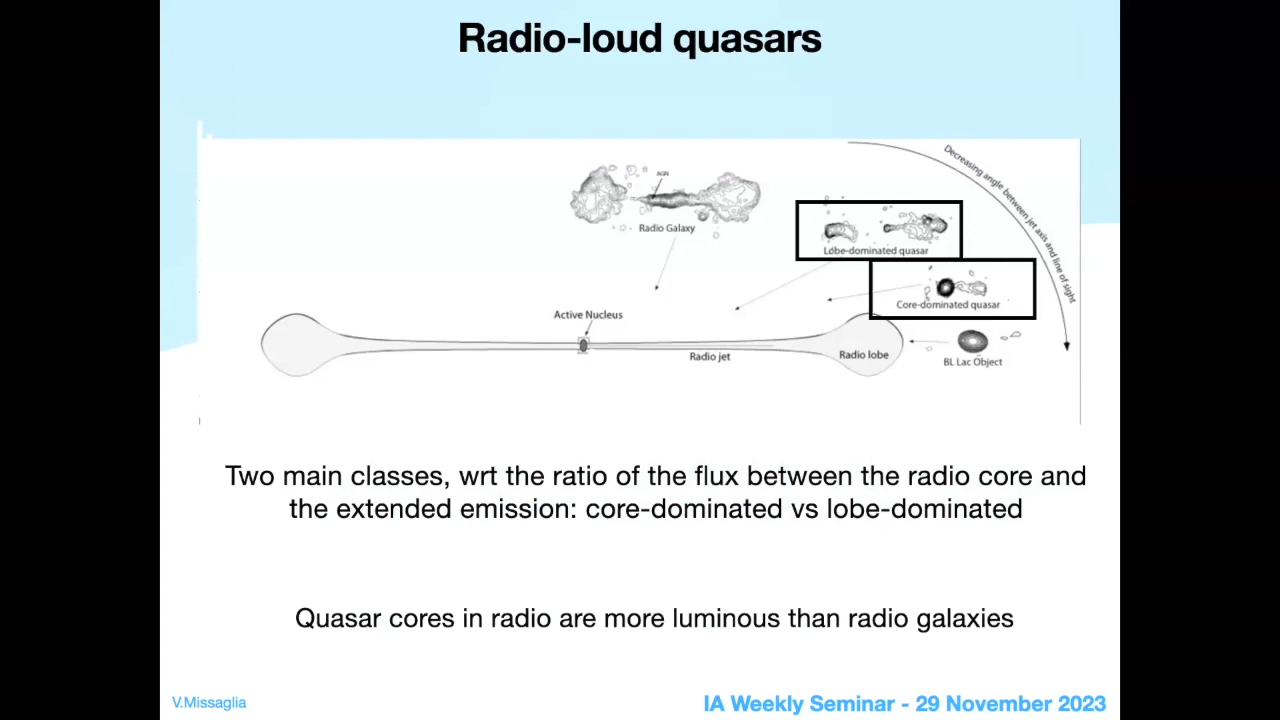 Radio-loud quasars
Decreasing angle between jet axis and line of sight
AGN
Radio Galaxy
Lobe-dominated quasar
Core-dominated quasar
Active Nucleus
Radio jet
Radio lobe
BL Lac Object
Two main classes, wrt the ratio of the flux between the radio core and
the extended emission: core-dominated vs lobe-dominated
Quasar cores in radio are more luminous than radio galaxies
V.Missaglia
IA Weekly Seminar - 29 November 2023